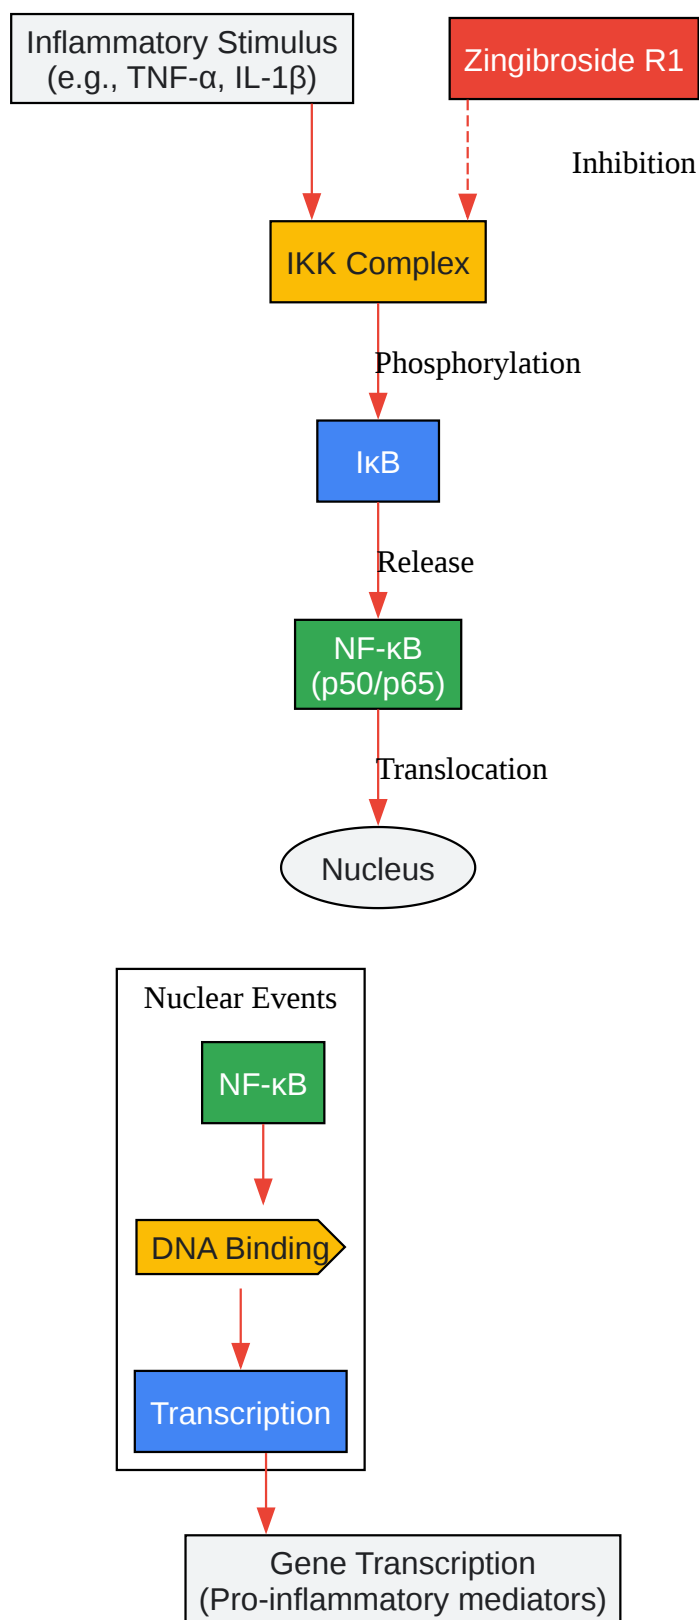 Inflammatory Stimulus
(e.g., TNF-α, IL-1β)
Zingibroside R1
Inhibition
IKK Complex
Phosphorylation
IκB
Release
NF-κB
(p50/p65)
Translocation
Nucleus
Nuclear Events
NF-κB
DNA Binding
Transcription
Gene Transcription
(Pro-inflammatory mediators)